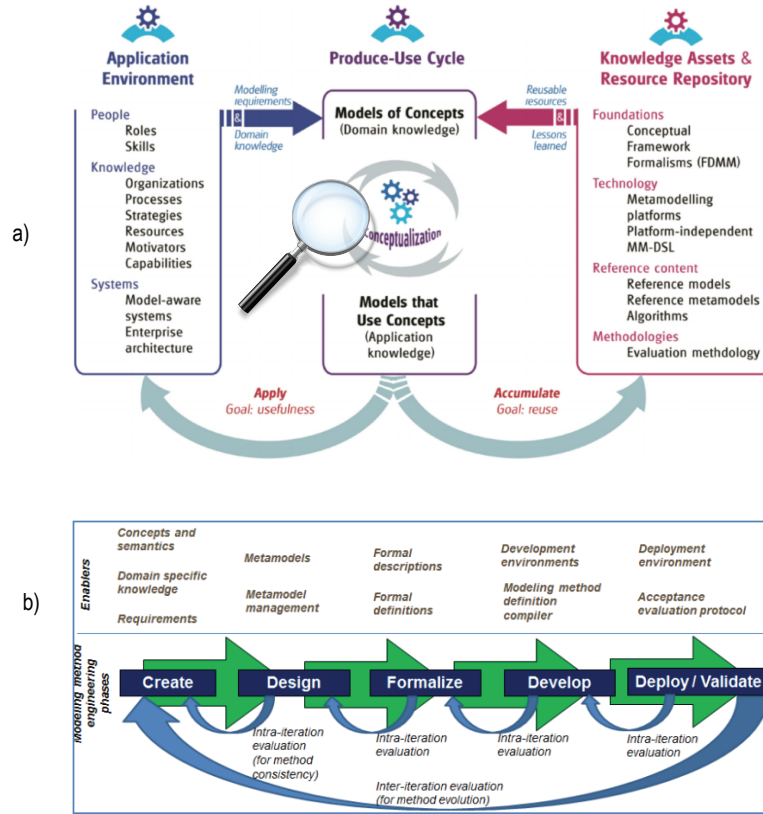 a)
Application
Environment
People
Roles
Skills
Knowledge
Organizations
Processes
Strategies
Resources
Motivators
Capabilities
Systems
Model-aware
systems
Enterprise
architecture
Modelling
requirements
&
Domain
knowledge
Produce-Use Cycle
Models of Concepts
(Domain knowledge)
Conceptualization
Models that
Use Concepts
(Application
knowledge)
Reusable
resources
&
Lessons
learned
Knowledge Assets &
Resource Repository
Foundations
Conceptual
Framework
Formalisms (FDMM)
Technology
Metamodelling
platforms
Platform-independent
MM-DSL
Reference content
Reference models
Reference metamodels
Algorithms
Methodologies
Evaluation methdology
Apply
Goal: usefulness
Accumulate
Goal: reuse
b)
Enablers
Concepts and
semantics
Domain specific
knowledge
Requirements
Metamodels
Metamodel
management
Formal
descriptions
Formal
definitions
Development
environments
Modeling method
definition
compiler
Deployment
environment
Acceptance
evaluation protocol
Modeling method
engineering
phases
Create
Design
Formalize
Develop
Deploy / Validate
Intra-iteration
evaluation
(for method
consistency)
Intra-iteration
evaluation
Intra-iteration
evaluation
Intra-iteration
evaluation
Inter-iteration evaluation
(for method evolution)